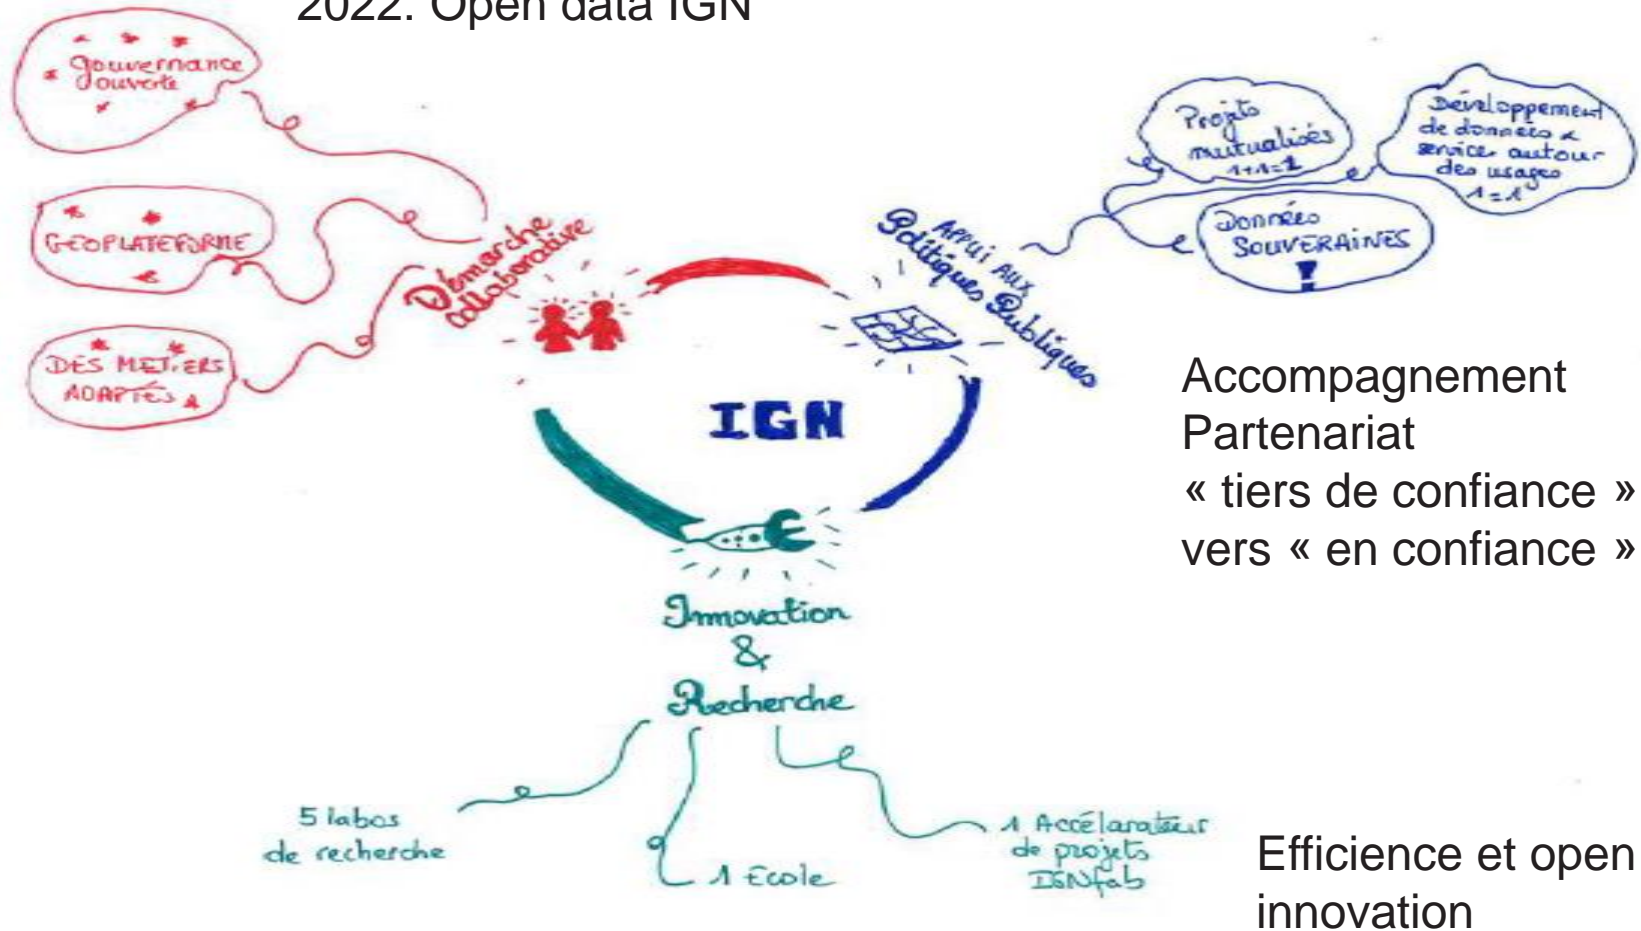 2022. Open data IGN
Gouvernance
ouverte
GEOPLATEFORME
DES METIERS
ADAPTÉS
Démarche
collaborative
APPUI AUX
Politiques Publiques
Projets
mutualisés
1+1=1
Développement
de données &
service autour
des usages
1=1
Données
SOUVERAINES
!
IGN
Accompagnement
Partenariat
« tiers de confiance »
vers « en confiance »
Innovation
&
Recherche
5 labos
de recherche
1 Ecole
1 Accélarateur
de projets
IGNfab
Efficience et open
innovation